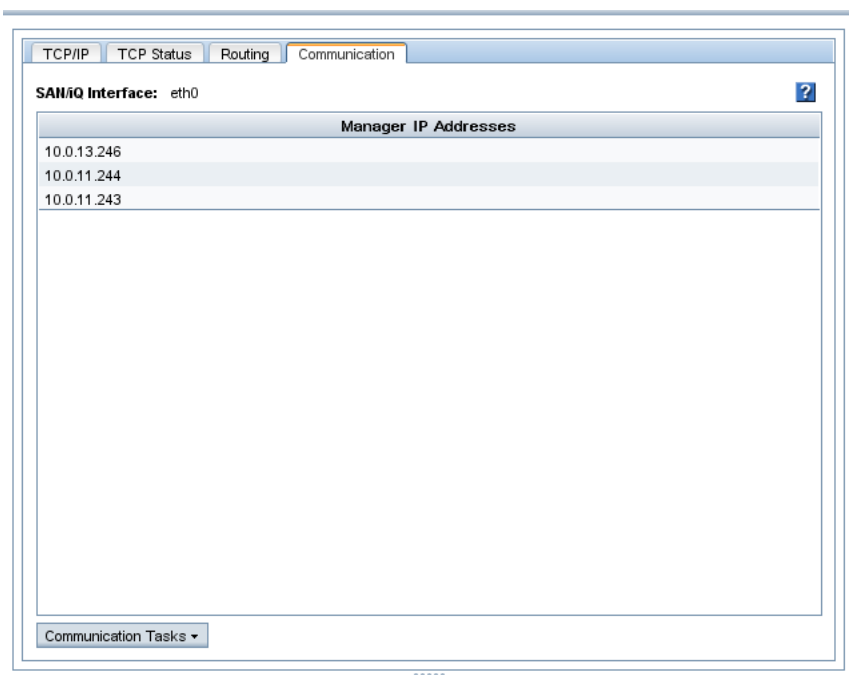 TCP/IP TCP Status Routing Communication
SAN/iQ Interface: eth0 ?
Manager IP Addresses
10.0.13.246
10.0.11.244
10.0.11.243
Communication Tasks